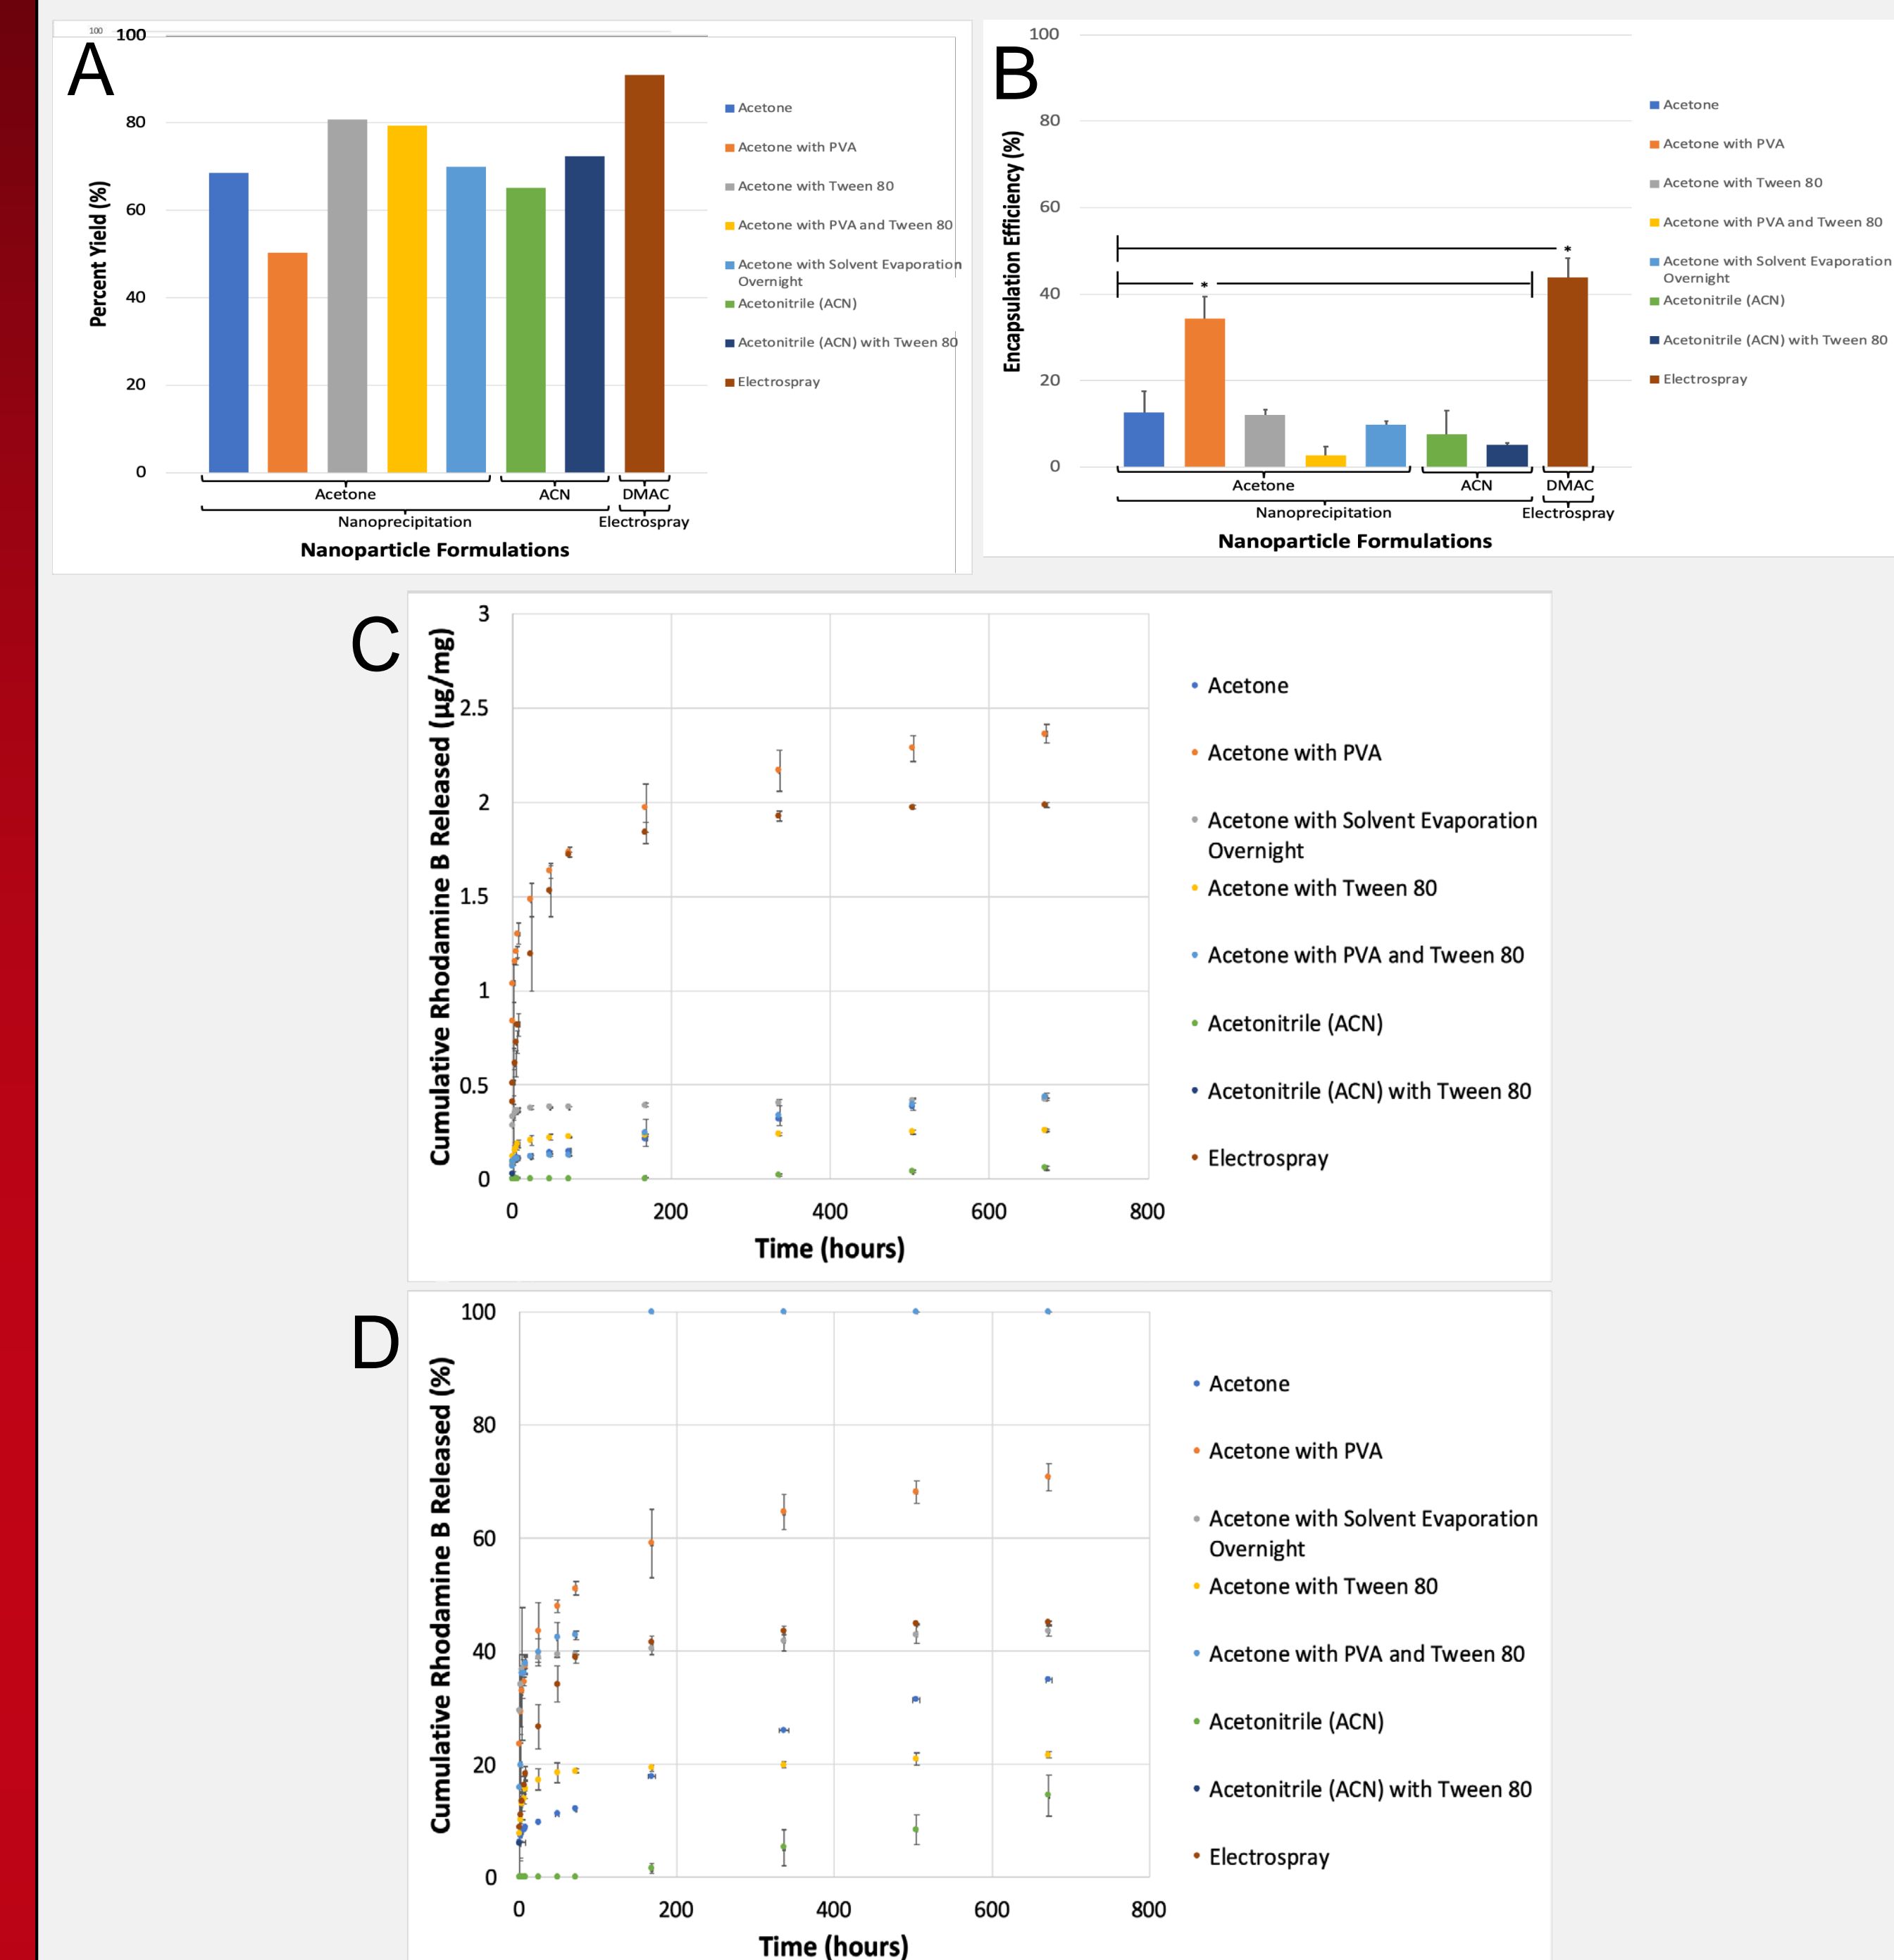 A
100
100
80
60
40
20
0
Percent Yield (%)
Acetone
Acetone with PVA
Acetone with Tween 80
Acetone with PVA and Tween 80
Acetone with Solvent Evaporation
Overnight
Acetonitrile (ACN)
Acetonitrile (ACN) with Tween 80
Electrospray
Acetone
ACN
DMAC
Nanoprecipitation
Electrospray
Nanoparticle Formulations
B
100
80
60
40
20
0
Encapsulation Efficiency (%)
*
*
Acetone
Acetone with PVA
Acetone with Tween 80
Acetone with PVA and Tween 80
Acetone with Solvent Evaporation
Overnight
Acetonitrile (ACN)
Acetonitrile (ACN) with Tween 80
Electrospray
Acetone
ACN
DMAC
Nanoprecipitation
Electrospray
Nanoparticle Formulations
C
Cumulative Rhodamine B Released (µg/mg)
3
2.5
2
1.5
1
0.5
0
0
200
400
600
800
Time (hours)
Acetone
Acetone with PVA
Acetone with Solvent Evaporation
Overnight
Acetone with Tween 80
Acetone with PVA and Tween 80
Acetonitrile (ACN)
Acetonitrile (ACN) with Tween 80
Electrospray
D
Cumulative Rhodamine B Released (%)
100
80
60
40
20
0
0
200
400
600
800
Time (hours)
Acetone
Acetone with PVA
Acetone with Solvent Evaporation
Overnight
Acetone with Tween 80
Acetone with PVA and Tween 80
Acetonitrile (ACN)
Acetonitrile (ACN) with Tween 80
Electrospray